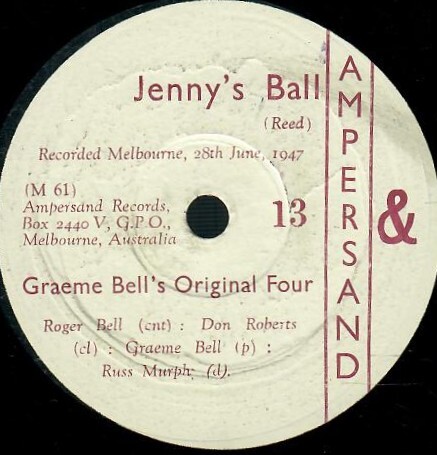 Jenny's Ball
(Reed)
Recorded Melbourne, 28th June, 1947
(M 61)
Ampersand Records,
Box 2440 V, G.P.O.,
Melbourne, Australia
13
Graeme Bell's Original Four
Roger Bell (cnt) : Don Roberts
(cl) : Graeme Bell (p) :
Russ Murphy (d).
AMPERSAND
&